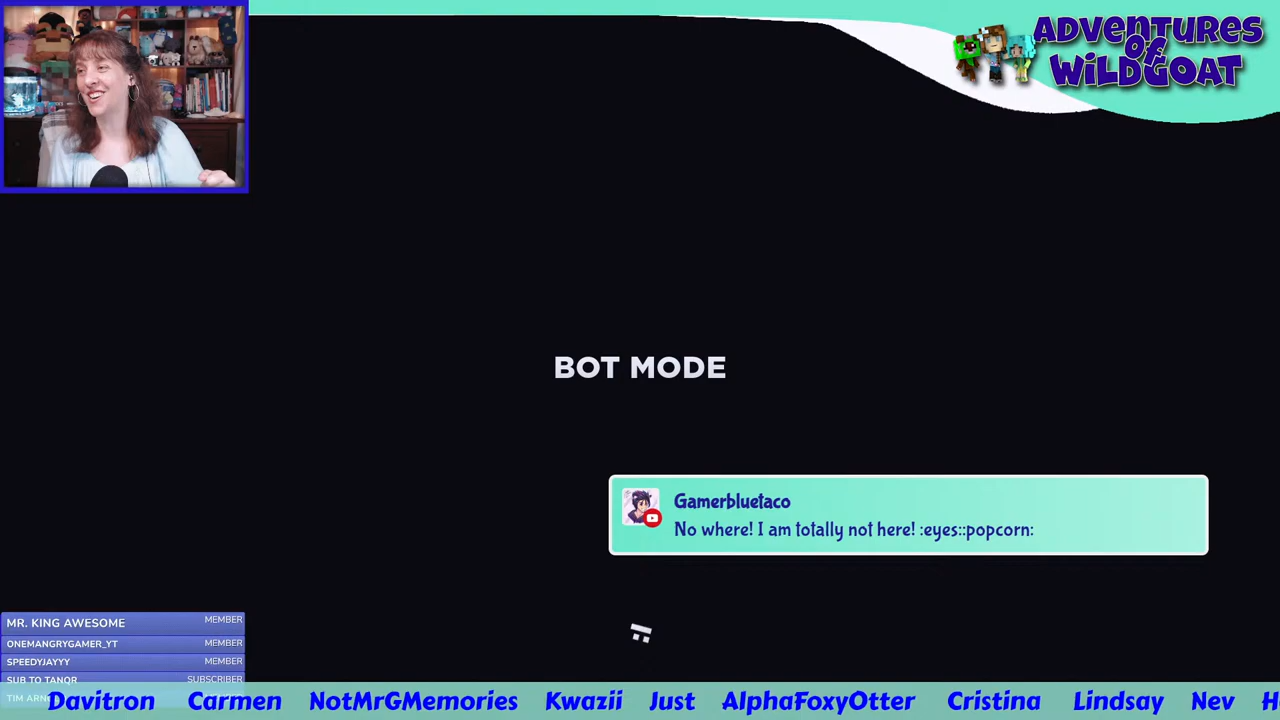 ADVENTURES
OF
WILDGOAT
BOT MODE
Gamerbluetaco
No where! I am totally not here! :eyes::popcorn:
MR. KING AWESOME MEMBER
ONEMANGRYGAMER_YT MEMBER
SPEEDYJAYYY MEMBER
SUB TO TANQR SUBSCRIBER
TIM
Davitron Carmen NotMrGMemories Kwazii Just AlphaFoxyOtter Cristina Lindsay Nev H